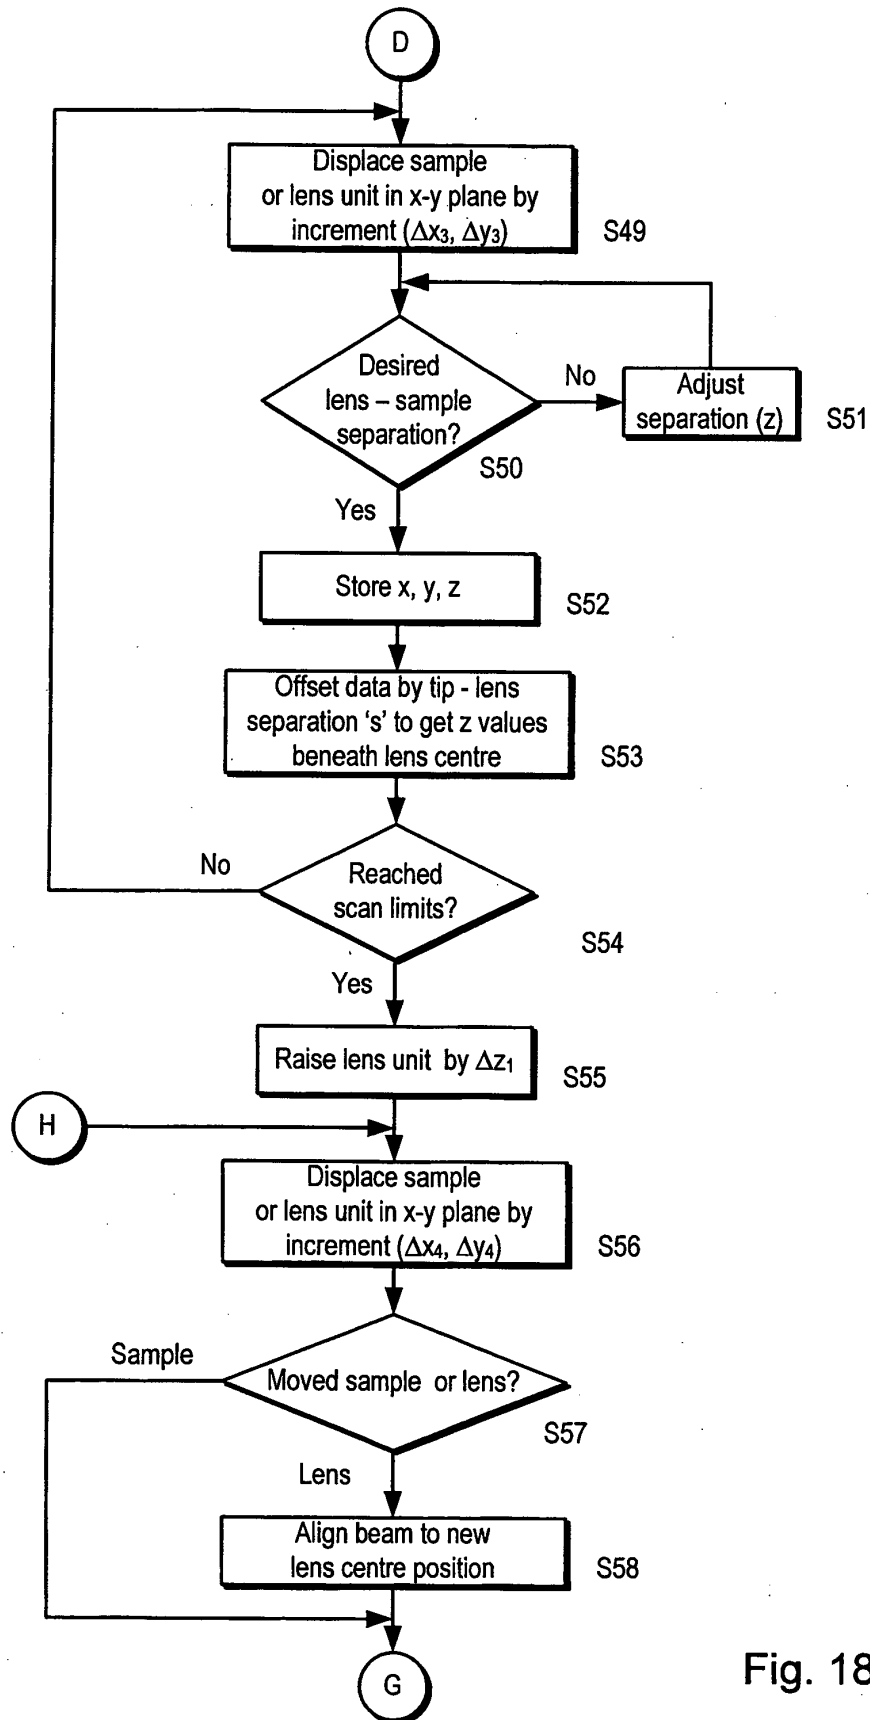 D
Displace sample
or lens unit in x-y plane by
increment (Δx₃, Δy₃)
S49
Desired
lens – sample
separation?
S50
No
Adjust
separation (z)
S51
Yes
Store x, y, z
S52
Offset data by tip - lens
separation 's' to get z values
beneath lens centre
S53
No
Reached
scan limits?
S54
Yes
Raise lens unit by Δz₁
S55
H
Displace sample
or lens unit in x-y plane by
increment (Δx₄, Δy₄)
S56
Sample
Moved sample or lens?
S57
Lens
Align beam to new
lens centre position
S58
G
Fig. 18